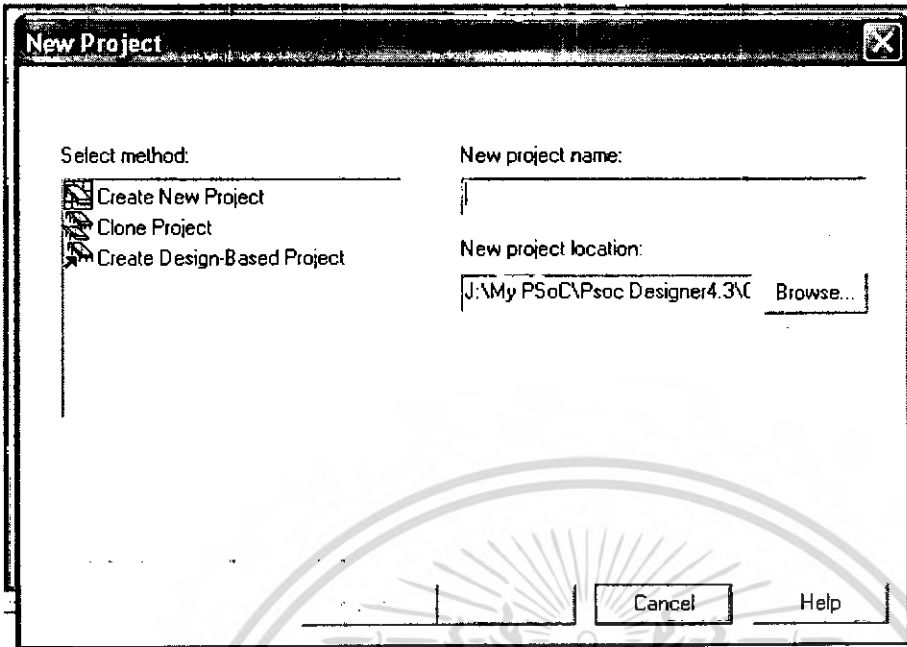 New Project
Select method:
Create New Project
Clone Project
Create Design-Based Project
New project name:
New project location:
J:\My PSoC\Psoc Designer4.3\
Browse...
Cancel
Help